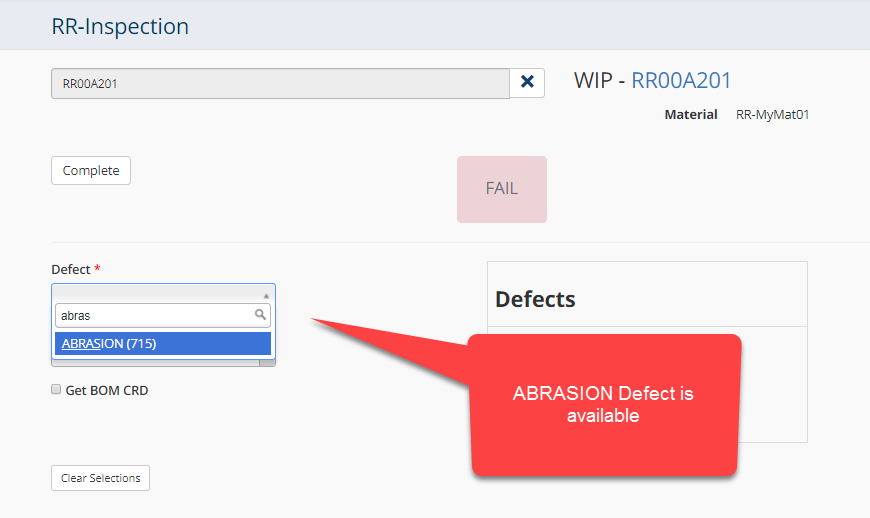 RR-Inspection
RR00A201
WIP - RR00A201
Material RR-MyMat01
Complete
FAIL
Defect *
abras
ABRASION (715)
Get BOM CRD
Clear Selections
Defects
ABRASION Defect is
available